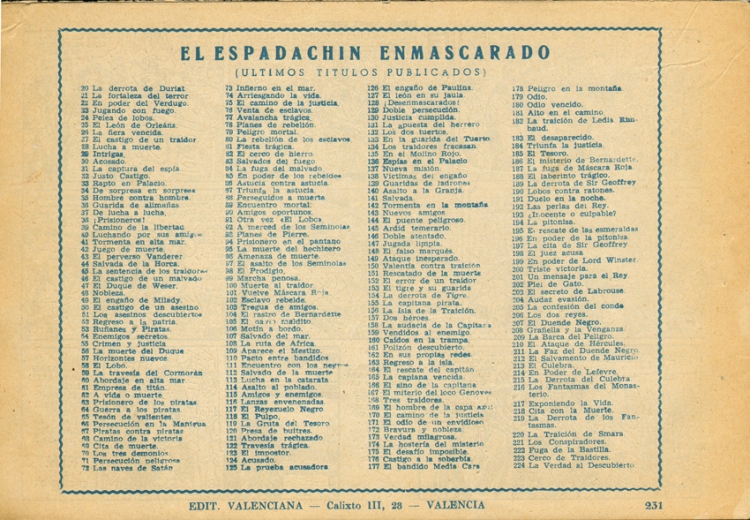 EL ESPADACHIN ENMASCARADO
(ULTIMOS TITULOS PUBLICADOS)
20 La derrota de Duriat
21 La fortaleza del terror
22 En poder del Verdugo.
23 Jugando con fuego.
24 Pelea de lobos.
25 El León de Orleáns.
26 La fiera vencida.
27 El castigo de un traidor
28 Lucha a muerte.
29 Intrigas.
30 Acosado.
31 La captura del espía
32 Justo Castigo.
33 Rapto en Palacio.
34 De sorpresa en sorpresa
35 Hombre contra hombre.
36 Guarida de alimañas
37 De lucha a lucha,
38 ¡Prisioneros!
39 Camino de la libertad
40 Luchando por sus amigos
41 Tormenta en alta mar.
42 Juego de muerte.
43 El perverso Vanderer
44 Salvada de la Horca.
45 La sentencia de los traidores
46 El castigo de un malvado
47 El Duque de Weser.
48 Nobleza.
49 El engaño de Milady.
50 El castigo de un asesino
51 Los asesinos descubiertos
52 Regreso a la patria.
53 Rufianes y Piratas.
54 Enemigos secretos.
55 Crimen y justicia
56 La muerte del Duque
57 Horizontes nuevos
58 El Lobo.
59 La travesía del Cormorán
60 Abordaje en alta mar
61 Empresa de titán.
62 A vida o muerte.
63 Prisionero de los piratas
64 Guerra a los piratas.
65 Tesón de valientes.
66 Persecución en la Manigua
67 Piratas contra piratas
68 Camino de la victoria
69 Cita de muerte.
70 Los tres demonios
71 Persecución peligrosa
72 Las naves de Satán
73 Infierno en el mar.
74 Arriesgando la vida.
75 El camino de la justicia.
76 Venta de esclavos.
77 Avalancha trágica.
78 Planes de rebelión.
79 Peligro mortal.
80 La rebelión de los esclavos
81 Fiesta trágica.
82 El cerco de hierro
83 Salvados del fuego
84 La fuga del malvado
85 En poder de los rebeldes
86 Astucia contra astucia.
87 Triunfa la astucia.
88 Perseguidos a muerte
89 Encuentro mortal.
90 Amigos oportunos.
91 Otra vez «El Lobo»
92 A merced de los Seminolas
93 Planes de Pierre.
94 Prisionero en el pantano
95 La muerte del hechicero
96 Amenaza de muerte.
97 El asalto de los Seminolas
98 El Prodigio.
99 Marcha penosa.
100 Muerte al traidor.
101 Vuelve Máscara Roja.
102 Esclavo rebelde.
103 Tregua de amigos.
104 El rastro de Bernardette
105 El barco maldito.
106 Motín a bordo.
107 Salvado del mar.
108 La ruta de Africa.
109 Aparece el Mestizo.
110 Pacto entre bandidos
111 Encuentro con los negros
112 Salvado de la muerte
113 Lucha en la catarata
114 Asalto al poblado.
115 Amigos y enemigos.
116 Lanzas envenenadas.
117 El Reyezuelo Negro
118 El Pulpo.
119 La Gruta del Tesoro
120 Presa de buitres.
121 Abordaje rechazado
122 Travesía trágica.
123 El impostor.
124 Acusado.
125 La prueba acusadora
126 El engaño de Paulina.
127 El león en su jaula.
128 ¡Desenmascarados!
129 Doble persecución.
130 Justicia cumplida.
131 La apuesta del herrero
132 Los dos tuertos.
133 En la guarida del Tuerto
134 Los traidores fracasan
135 En el Molino Rojo.
136 Espías en el Palacio
137 Nueva misión.
138 Víctimas del engaño
139 Guaridas de ladrones
140 Asalto a la Granja.
141 Salvada
142 Tormenta en la montaña
143 Nuevos amigos.
144 El puente peligroso.
145 Ardid temerario.
146 Doble atentado.
147 Jugada limpia.
148 El falso marqués.
149 Ataque inesperado.
150 Valentía contra traición
151 Rescatado de la muerte
152 El error de un traidor
153 El tigre y su guarida
154 La derrota de Tigre.
155 La capitana pirata.
156 La Isla de la Traición.
157 Dos héroes.
158 La audacia de la Capitana
159 Vendidos al enemigo.
160 Caídos en la trampa.
161 Polizón descubierto.
162 En sus propias redes.
163 Regreso a la isla.
164 El rescate del capitán
165 La capitana vencida.
166 El sino de la capitana
167 El misterio del loco Genovés
168 Tres traidores.
169 El hombre de la capa azul
170 El camino de la justicia
171 El odio de un envidioso
172 Bravura y nobleza
173 Verdad milagrosa.
174 La hostería del misterio
175 El desafío imposible.
176 Castigo a la soberbia.
177 El bandido Media Cara
178 Peligro en la montaña
179 Odio.
180 Odio vencido.
181 Alto en el camino.
182 La traición de Ledia Rimbaud.
183 El desaparecido.
184 Triunfa la justicia.
185 El Tesoro.
186 El misterio de Bernardette.
187 La fuga de Máscara Roja.
188 El laberinto trágico.
189 La derrota de Sir Geoffrey
190 Lobos contra ratones.
191 Duelo en la noche.
192 Las perlas del Rey.
193 ¿Inocente o culpable?
194 La pitonisa.
195 El rescate de las esmeraldas
196 En poder de la pitonisa
197 La cita de Sir Geoffrey
198 El juez acusa
199 En poder de Lord Winster.
200 Triste victoria.
201 Un mensaje para el Rey
202 Piel de Gato.
203 El secreto de Labrouse.
204 Audaz evasión.
205 La confesión del conde
206 Los dos reyes.
207 El Duende Negro.
208 Grafiella y la Venganza.
209 La Barca del Peligro.
210 El Ataque de Hércules.
211 La Faz del Duende Negro
212 El Salvamento de Mauricio
213 El Culebra.
214 En Poder de Lefevre.
215 La Derrota del Culebra
216 Los Fantasmas del Monasterio.
217 Exponiendo la Vida.
218 Cita con la Muerte.
219 La Derrota de los Fantasmas.
220 La Traición de Smara.
221 Los Conspiradores.
222 Fuga de la Bastilla.
223 Cerco de Traidores.
224 La Verdad al Descubierto
EDIT. VALENCIANA — Calixto III, 28 — VALENCIA
231